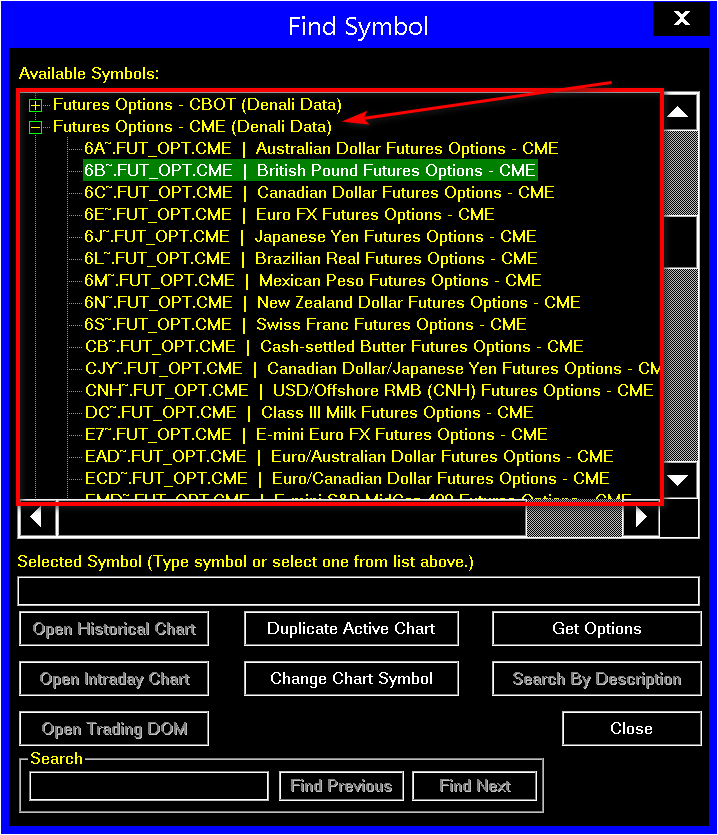 Find Symbol
X
Available Symbols:
Futures Options - CBOT (Denali Data)
Futures Options - CME (Denali Data)
6A~.FUT_OPT.CME | Australian Dollar Futures Options - CME
6B~.FUT_OPT.CME | British Pound Futures Options - CME
6C~.FUT_OPT.CME | Canadian Dollar Futures Options - CME
6E~.FUT_OPT.CME | Euro FX Futures Options - CME
6J~.FUT_OPT.CME | Japanese Yen Futures Options - CME
6L~.FUT_OPT.CME | Brazilian Real Futures Options - CME
6M~.FUT_OPT.CME | Mexican Peso Futures Options - CME
6N~.FUT_OPT.CME | New Zealand Dollar Futures Options - CME
6S~.FUT_OPT.CME | Swiss Franc Futures Options - CME
CB~.FUT_OPT.CME | Cash-settled Butter Futures Options - CME
CJY~.FUT_OPT.CME | Canadian Dollar/Japanese Yen Futures Options - CM
CNH~.FUT_OPT.CME | USD/Offshore RMB (CNH) Futures Options - CME
DC~.FUT_OPT.CME | Class III Milk Futures Options - CME
E7~.FUT_OPT.CME | E-mini Euro FX Futures Options - CME
EAD~.FUT_OPT.CME | Euro/Australian Dollar Futures Options - CME
ECD~.FUT_OPT.CME | Euro/Canadian Dollar Futures Options - CME
EMD~.FUT_OPT.CME | E-mini S&P MidCap 400 Futures Options - CME
Selected Symbol (Type symbol or select one from list above.)
Open Historical Chart
Duplicate Active Chart
Get Options
Open Intraday Chart
Change Chart Symbol
Search By Description
Open Trading DOM
Close
Search
Find Previous
Find Next